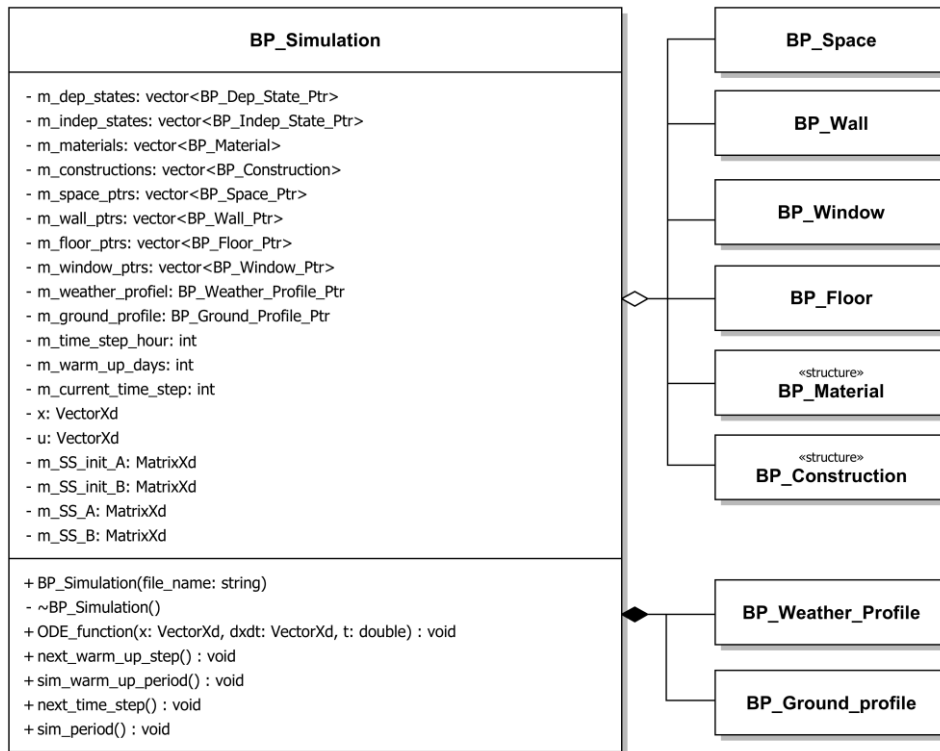 BP_Simulation
- m_dep_states: vector<BP_Dep_State_Ptr>
- m_indep_states: vector<BP_Indep_State_Ptr>
- m_materials: vector<BP_Material>
- m_constructions: vector<BP_Construction>
- m_space_ptrs: vector<BP_Space_Ptr>
- m_wall_ptrs: vector<BP_Wall_Ptr>
- m_floor_ptrs: vector<BP_Floor_Ptr>
- m_window_ptrs: vector<BP_Window_Ptr>
- m_weather_profiel: BP_Weather_Profile_Ptr
- m_ground_profile: BP_Ground_Profile_Ptr
- m_time_step_hour: int
- m_warm_up_days: int
- m_current_time_step: int
- x: VectorXd
- u: VectorXd
- m_SS_init_A: MatrixXd
- m_SS_init_B: MatrixXd
- m_SS_A: MatrixXd
- m_SS_B: MatrixXd
+ BP_Simulation(file_name: string)
- ~BP_Simulation()
+ ODE_function(x: VectorXd, dxdt: VectorXd, t: double) : void
+ next_warm_up_step() : void
+ sim_warm_up_period() : void
+ next_time_step() : void
+ sim_period() : void
BP_Space
BP_Wall
BP_Window
BP_Floor
«structure»
BP_Material
«structure»
BP_Construction
BP_Weather_Profile
BP_Ground_profile